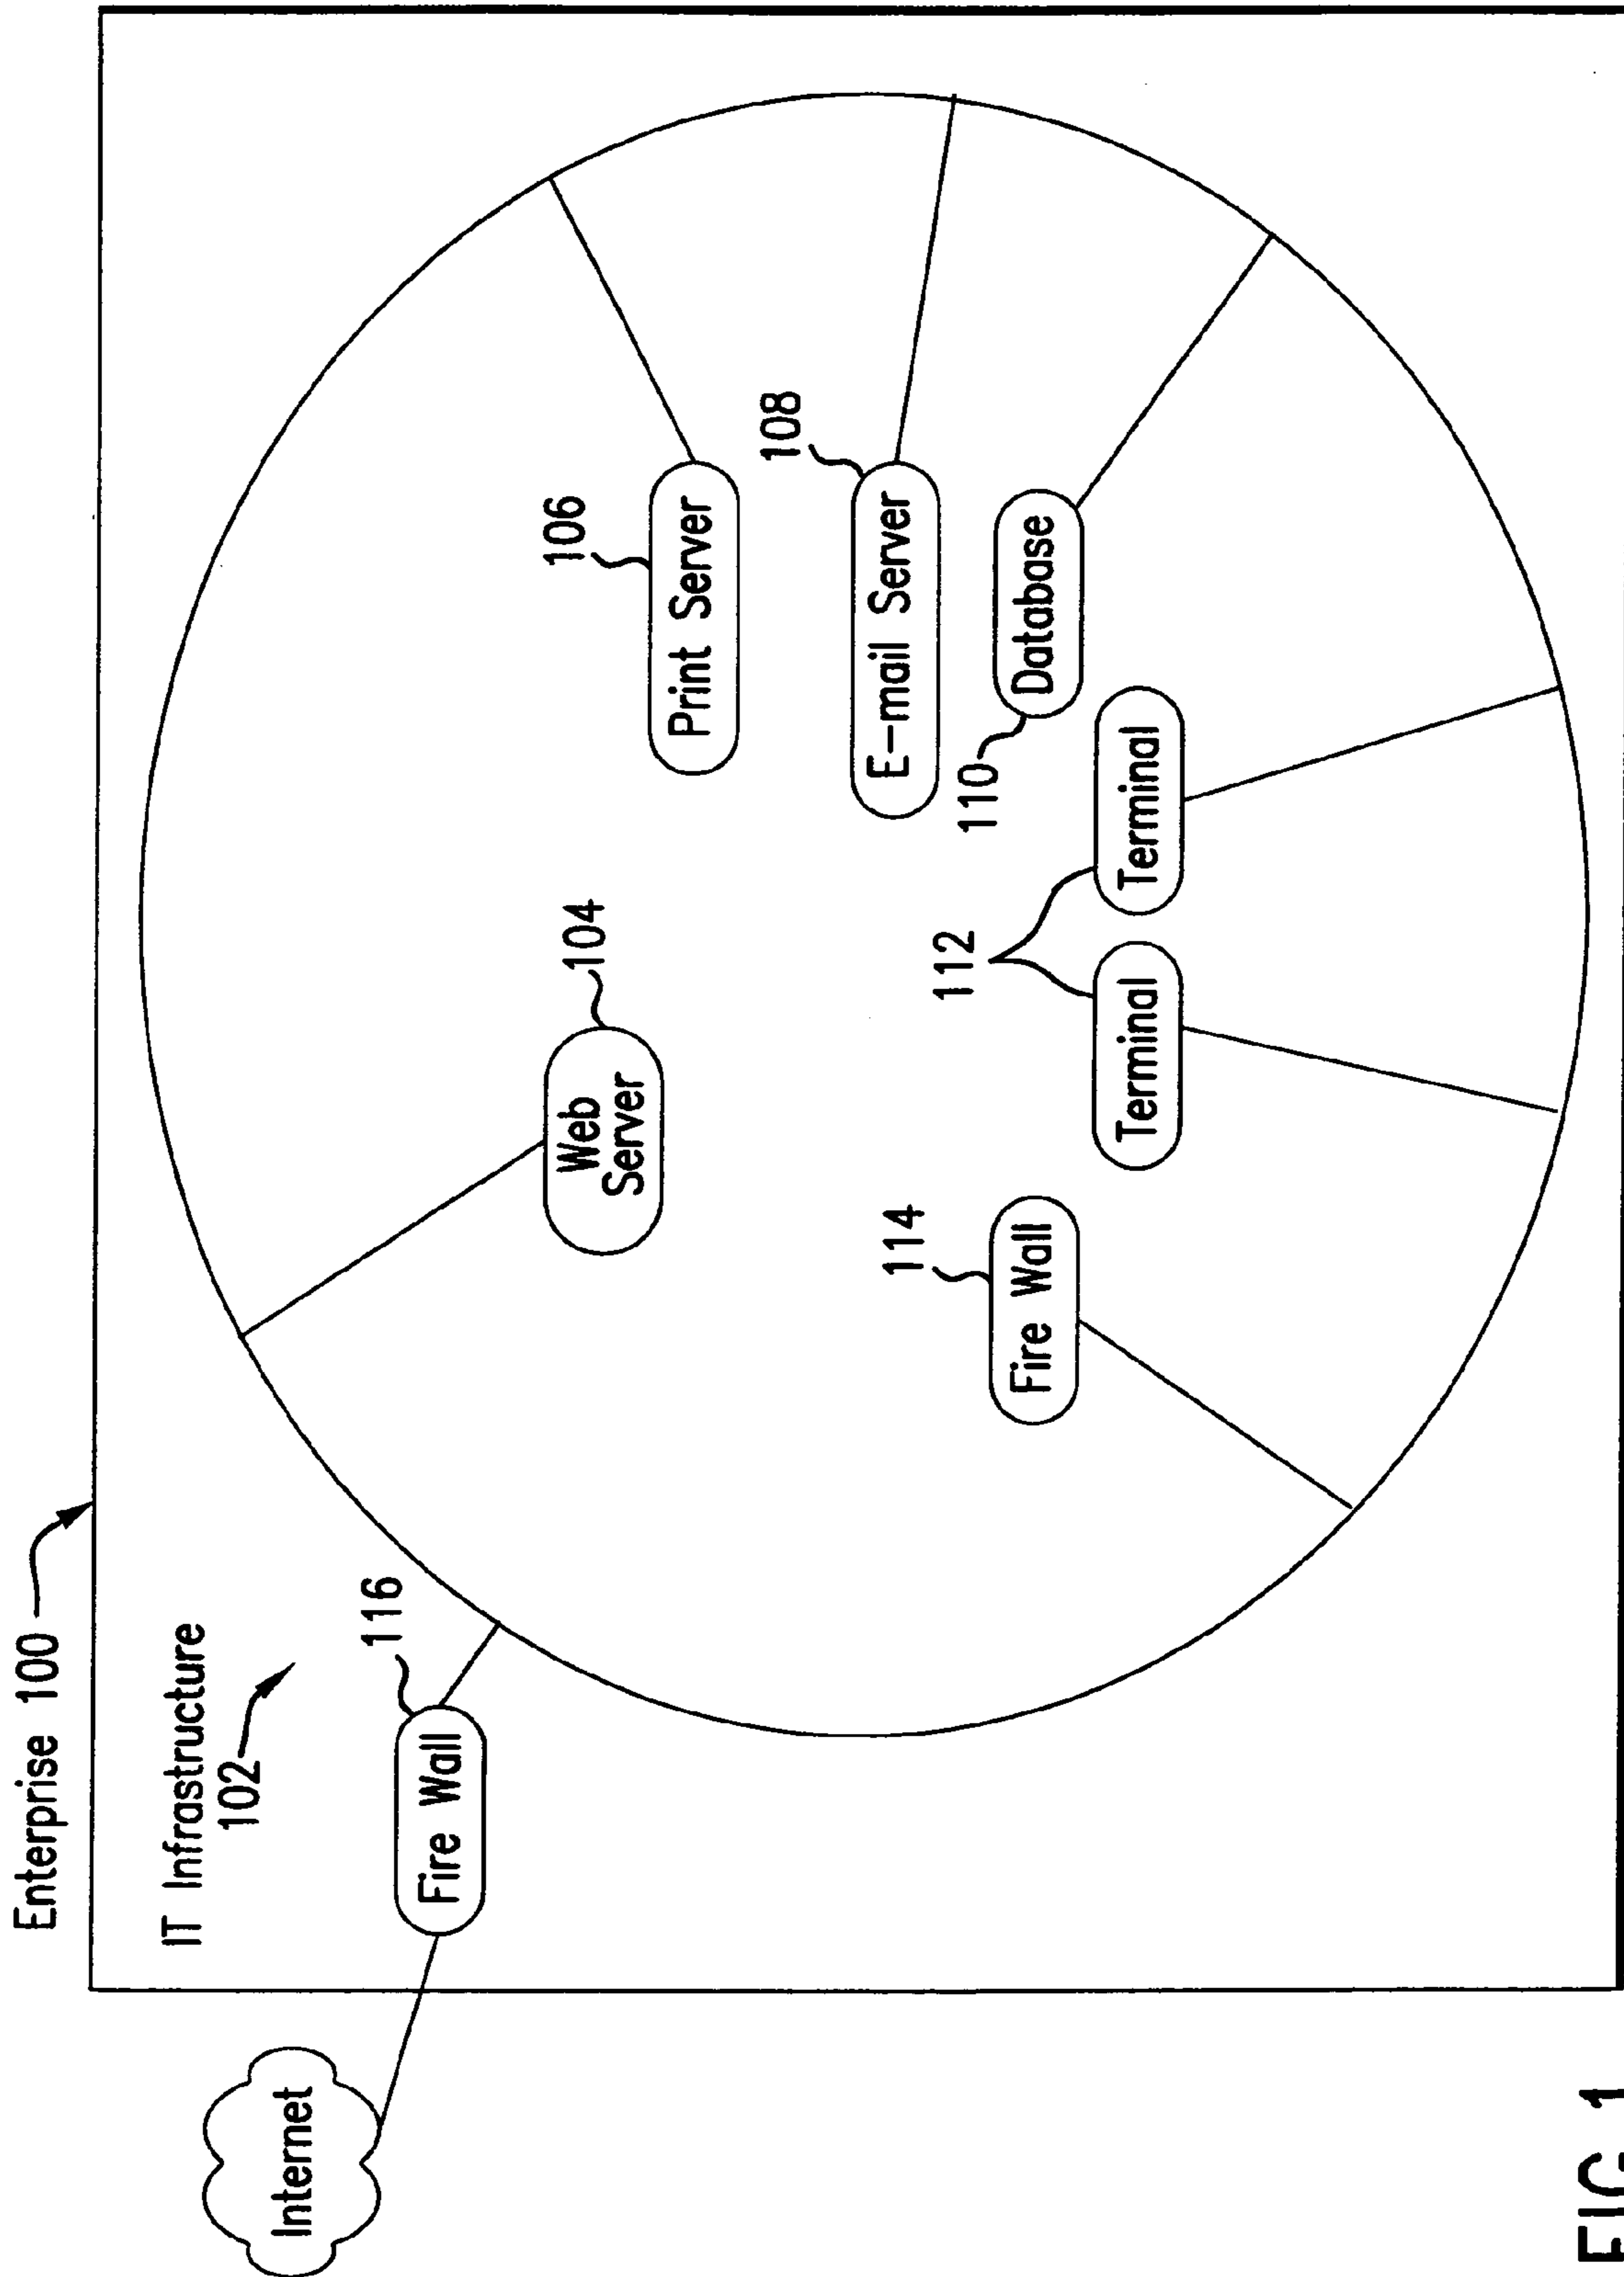 Enterprise 100
IT Infrastructure
102
Internet
Fire Wall
116
Web
Server
104
106
Print Server
108
E-mail Server
110
Database
112
Terminal
Terminal
114
Fire Wall
FIG. 1